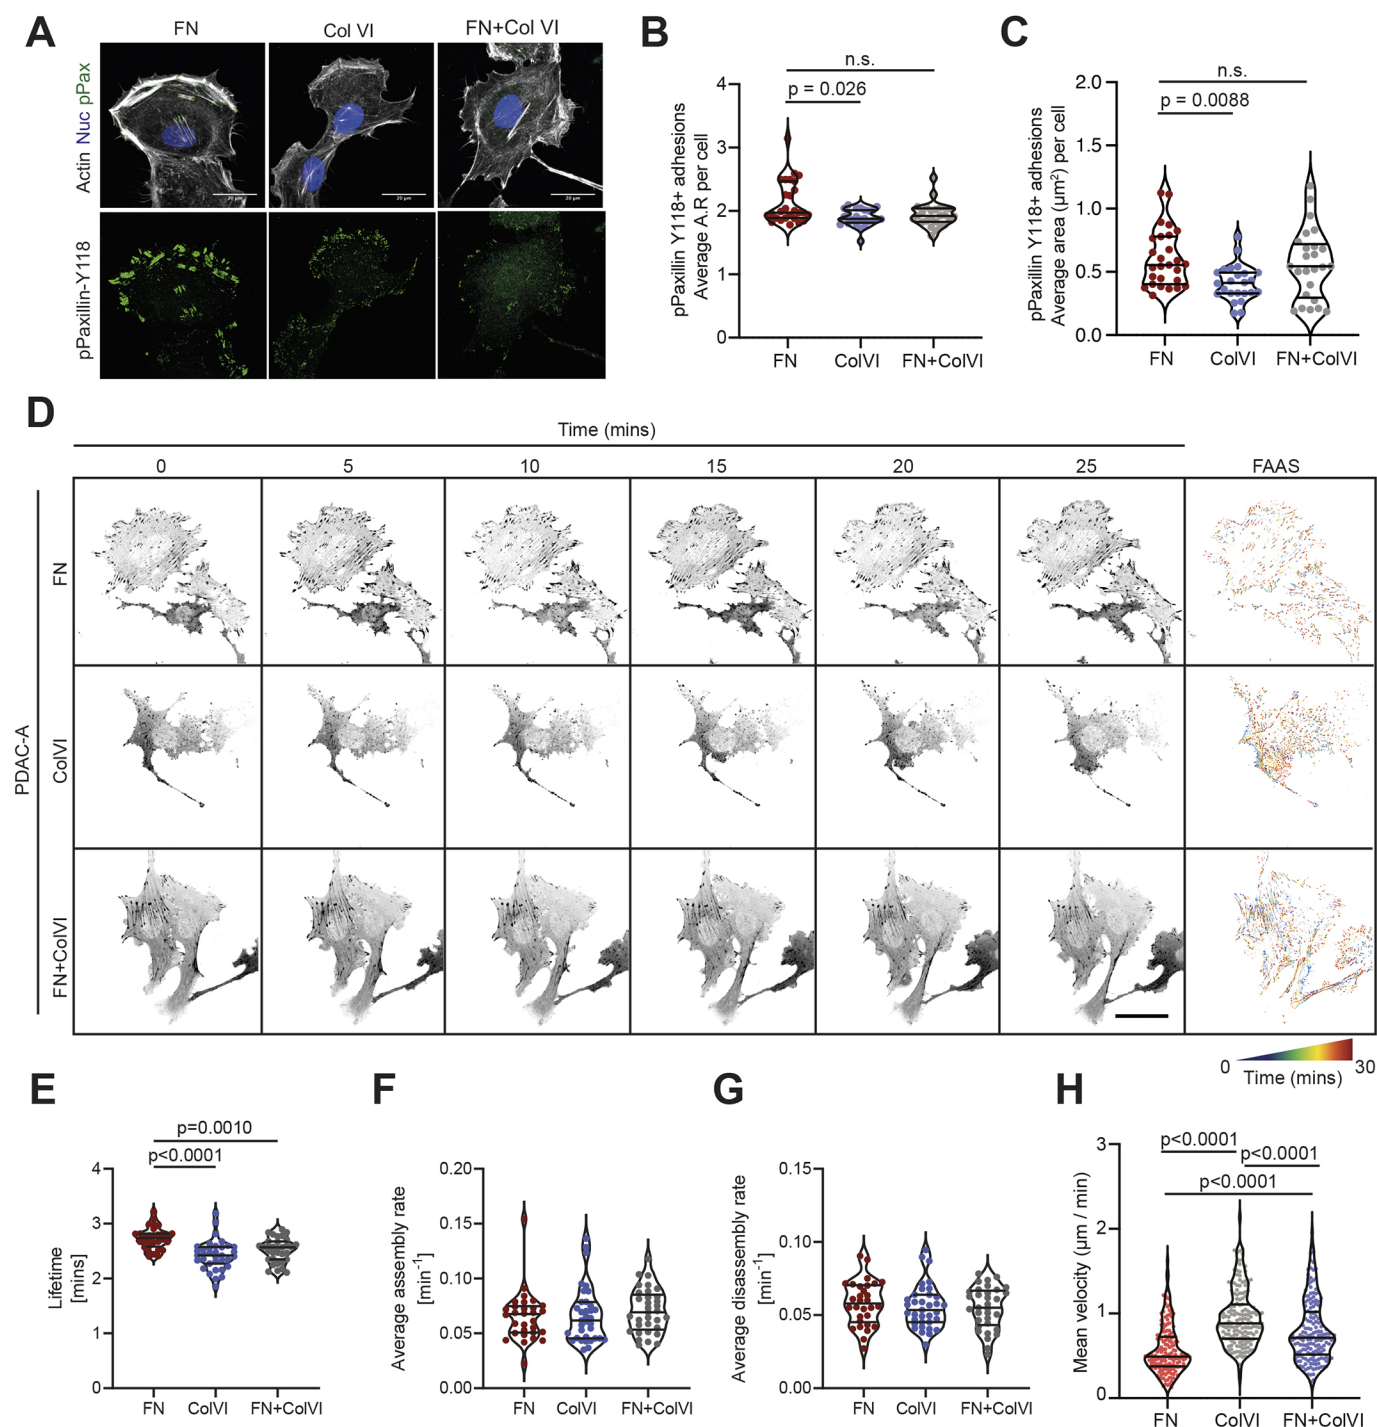 A
FN
Col VI
FN+Col VI
Actin Nuc pPax
20 µm
20 µm
20 µm
pPaxillin-Y118
B
n.s.
p = 0.026
pPaxillin Y118+ adhesions
Average A.R per cell
4
3
2
1
0
FN
ColVI
FN+ColVI
C
n.s.
p = 0.0088
pPaxillin Y118+ adhesions
Average area (µm²) per cell
2.0
1.5
1.0
0.5
0.0
FN
ColVI
FN+ColVI
D
Time (mins)
0
5
10
15
20
25
FAAS
PDAC-A
FN
ColVI
FN+ColVI
0
30
Time (mins)
E
p=0.0010
p<0.0001
Lifetime
[mins]
4
3
2
1
0
FN
ColVI
FN+ColVI
F
Average assembly rate
[min⁻¹]
0.20
0.15
0.10
0.05
0.00
FN
ColVI
FN+ColVI
G
Average disassembly rate
[min⁻¹]
0.15
0.10
0.05
0.00
FN
ColVI
FN+ColVI
H
p<0.0001
p<0.0001
p<0.0001
Mean velocity (µm / min)
3
2
1
0
FN
ColVI
FN+ColVI